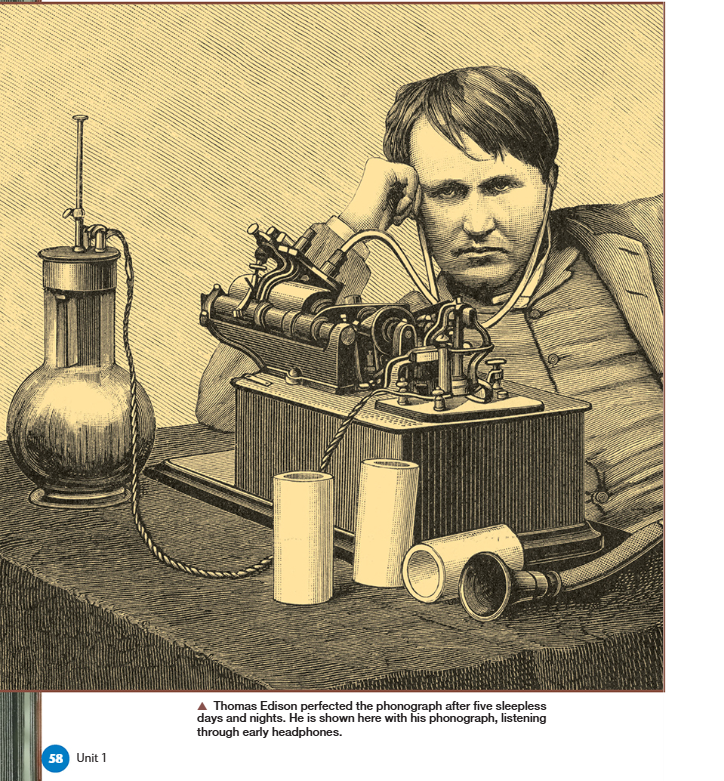 ▲ Thomas Edison perfected the phonograph after five sleepless
days and nights. He is shown here with his phonograph, listening
through early headphones.
58 Unit 1